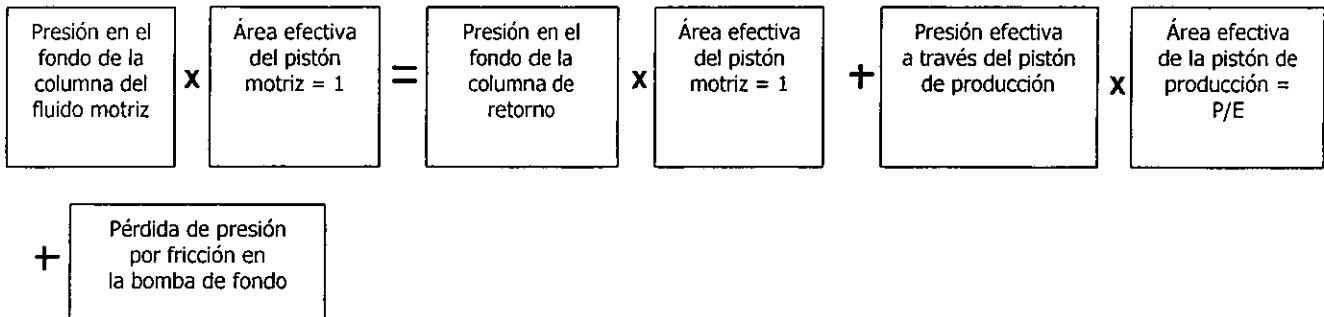 Presión en el
fondo de la
columna del
fluido motriz
x
Área efectiva
del pistón
motriz = 1
=
Presión en el
fondo de la
columna de
retorno
x
Área efectiva
del pistón
motriz = 1
+
Presión efectiva
a través del pistón
de producción
x
Área efectiva
de la pistón de
producción =
P/E
+
Pérdida de presión
por fricción en
la bomba de fondo